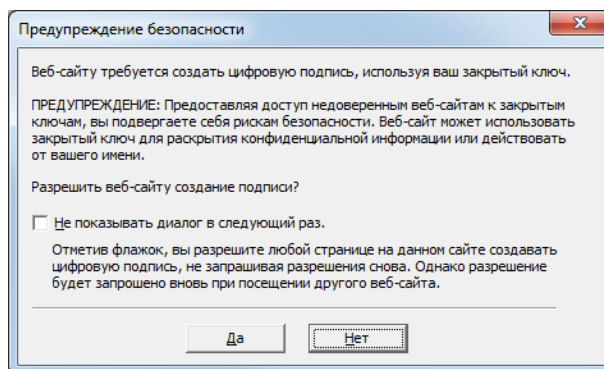 Предупреждение безопасности
Веб-сайту требуется создать цифровую подпись, используя ваш закрытый ключ.
ПРЕДУПРЕЖДЕНИЕ: Предоставляя доступ недоверенным веб-сайтам к закрытым
ключам, вы подвергаете себя рискам безопасности. Веб-сайт может использовать
закрытый ключ для раскрытия конфиденциальной информации или действовать
от вашего имени.
Разрешить веб-сайту создание подписи?
Не показывать диалог в следующий раз.
Отметив флажок, вы разрешите любой странице на данном сайте создавать
цифровую подпись, не запрашивая разрешения снова. Однако разрешение
будет запрошено вновь при посещении другого веб-сайта.
Да
Нет